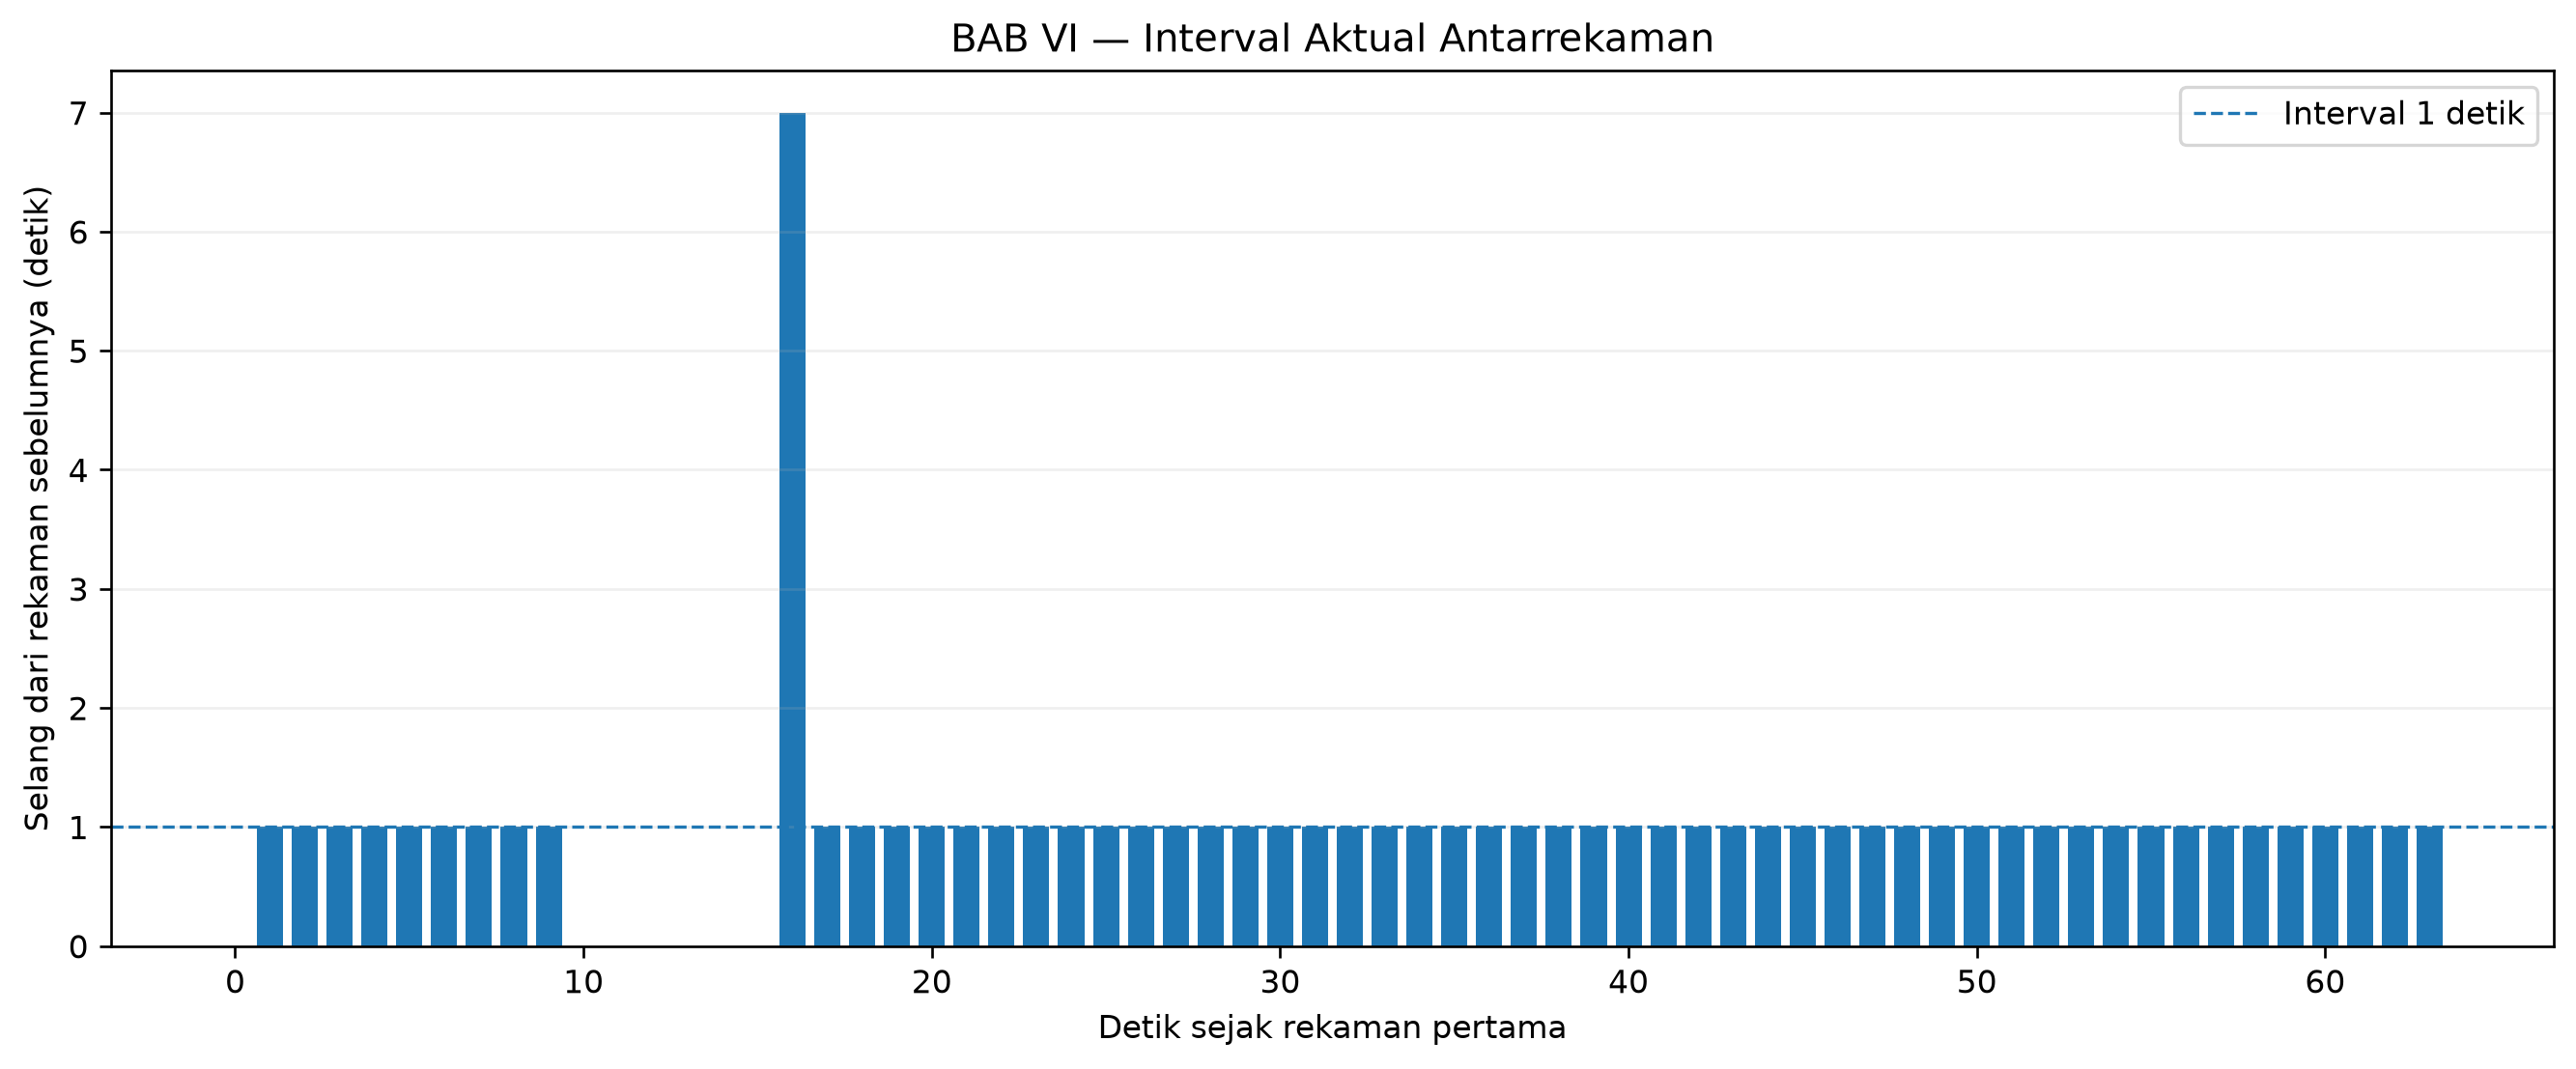 BAB VI — Interval Aktual Antarrekaman
Interval 1 detik
Selang dari rekaman sebelumnya (detik)
7
6
5
4
3
2
1
0
0 10 20 30 40 50 60
Detik sejak rekaman pertama